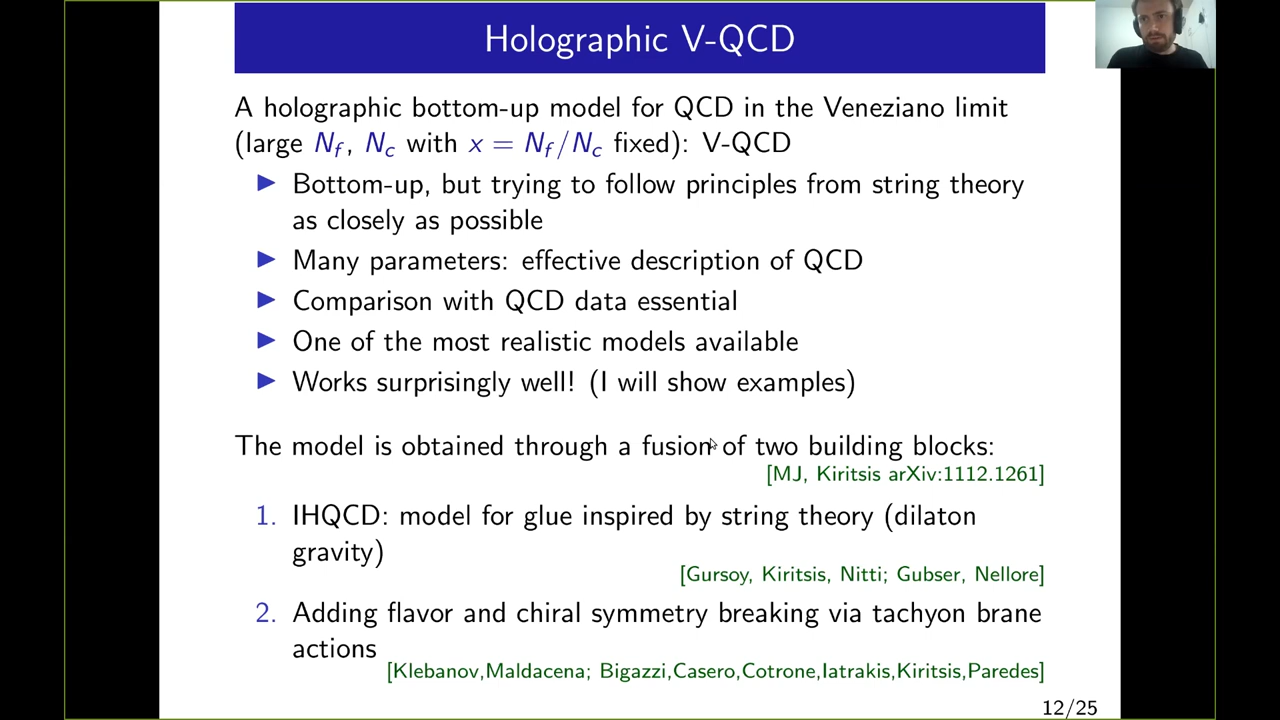 Holographic V-QCD
A holographic bottom-up model for QCD in the Veneziano limit
(large N_f, N_c with x = N_f/N_c fixed): V-QCD
▶ Bottom-up, but trying to follow principles from string theory
as closely as possible
▶ Many parameters: effective description of QCD
▶ Comparison with QCD data essential
▶ One of the most realistic models available
▶ Works surprisingly well! (I will show examples)
The model is obtained through a fusion of two building blocks:
[MJ, Kiritsis arXiv:1112.1261]
1. IHQCD: model for glue inspired by string theory (dilaton
gravity)
[Gursoy, Kiritsis, Nitti; Gubser, Nellore]
2. Adding flavor and chiral symmetry breaking via tachyon brane
actions
[Klebanov,Maldacena; Bigazzi,Casero,Cotrone,Iatrakis,Kiritsis,Paredes]
12/25